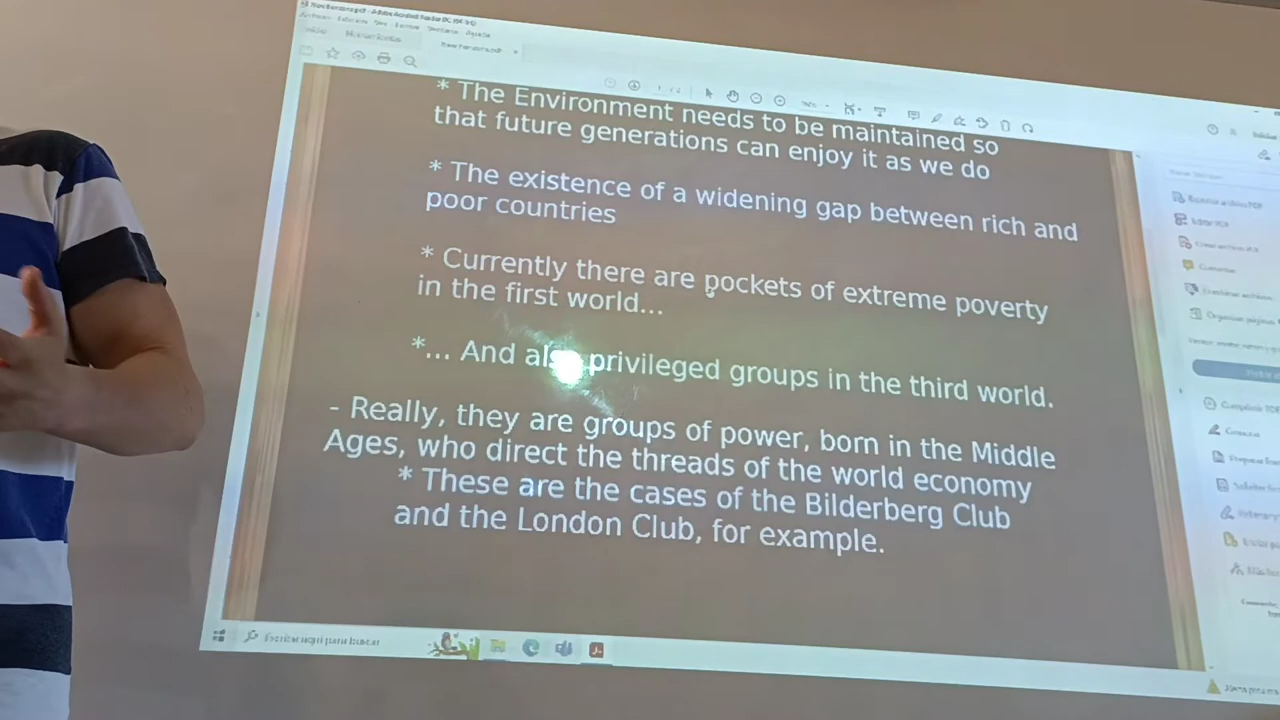 * The Environment needs to be maintained so
that future generations can enjoy it as we do
* The existence of a widening gap between rich and
poor countries
* Currently there are pockets of extreme poverty
in the first world...
*... And also privileged groups in the third world.
- Really, they are groups of power, born in the Middle
Ages, who direct the threads of the world economy
* These are the cases of the Bilderberg Club
and the London Club, for example.
Escribe aquí para buscar